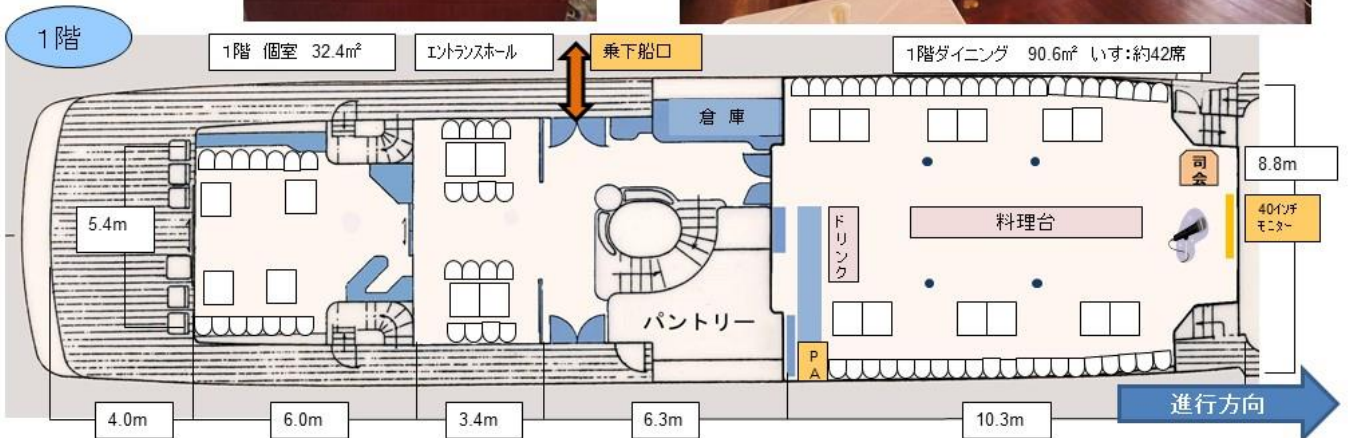 1階
1階 個室 32.4㎡
エントランスホール
乗下船口
1階ダイニング 90.6㎡ いす:約42席
倉庫
司会
8.8m
40インチ
モニター
5.4m
ドリンク
料理台
パントリー
PA
進行方向
4.0m
6.0m
3.4m
6.3m
10.3m